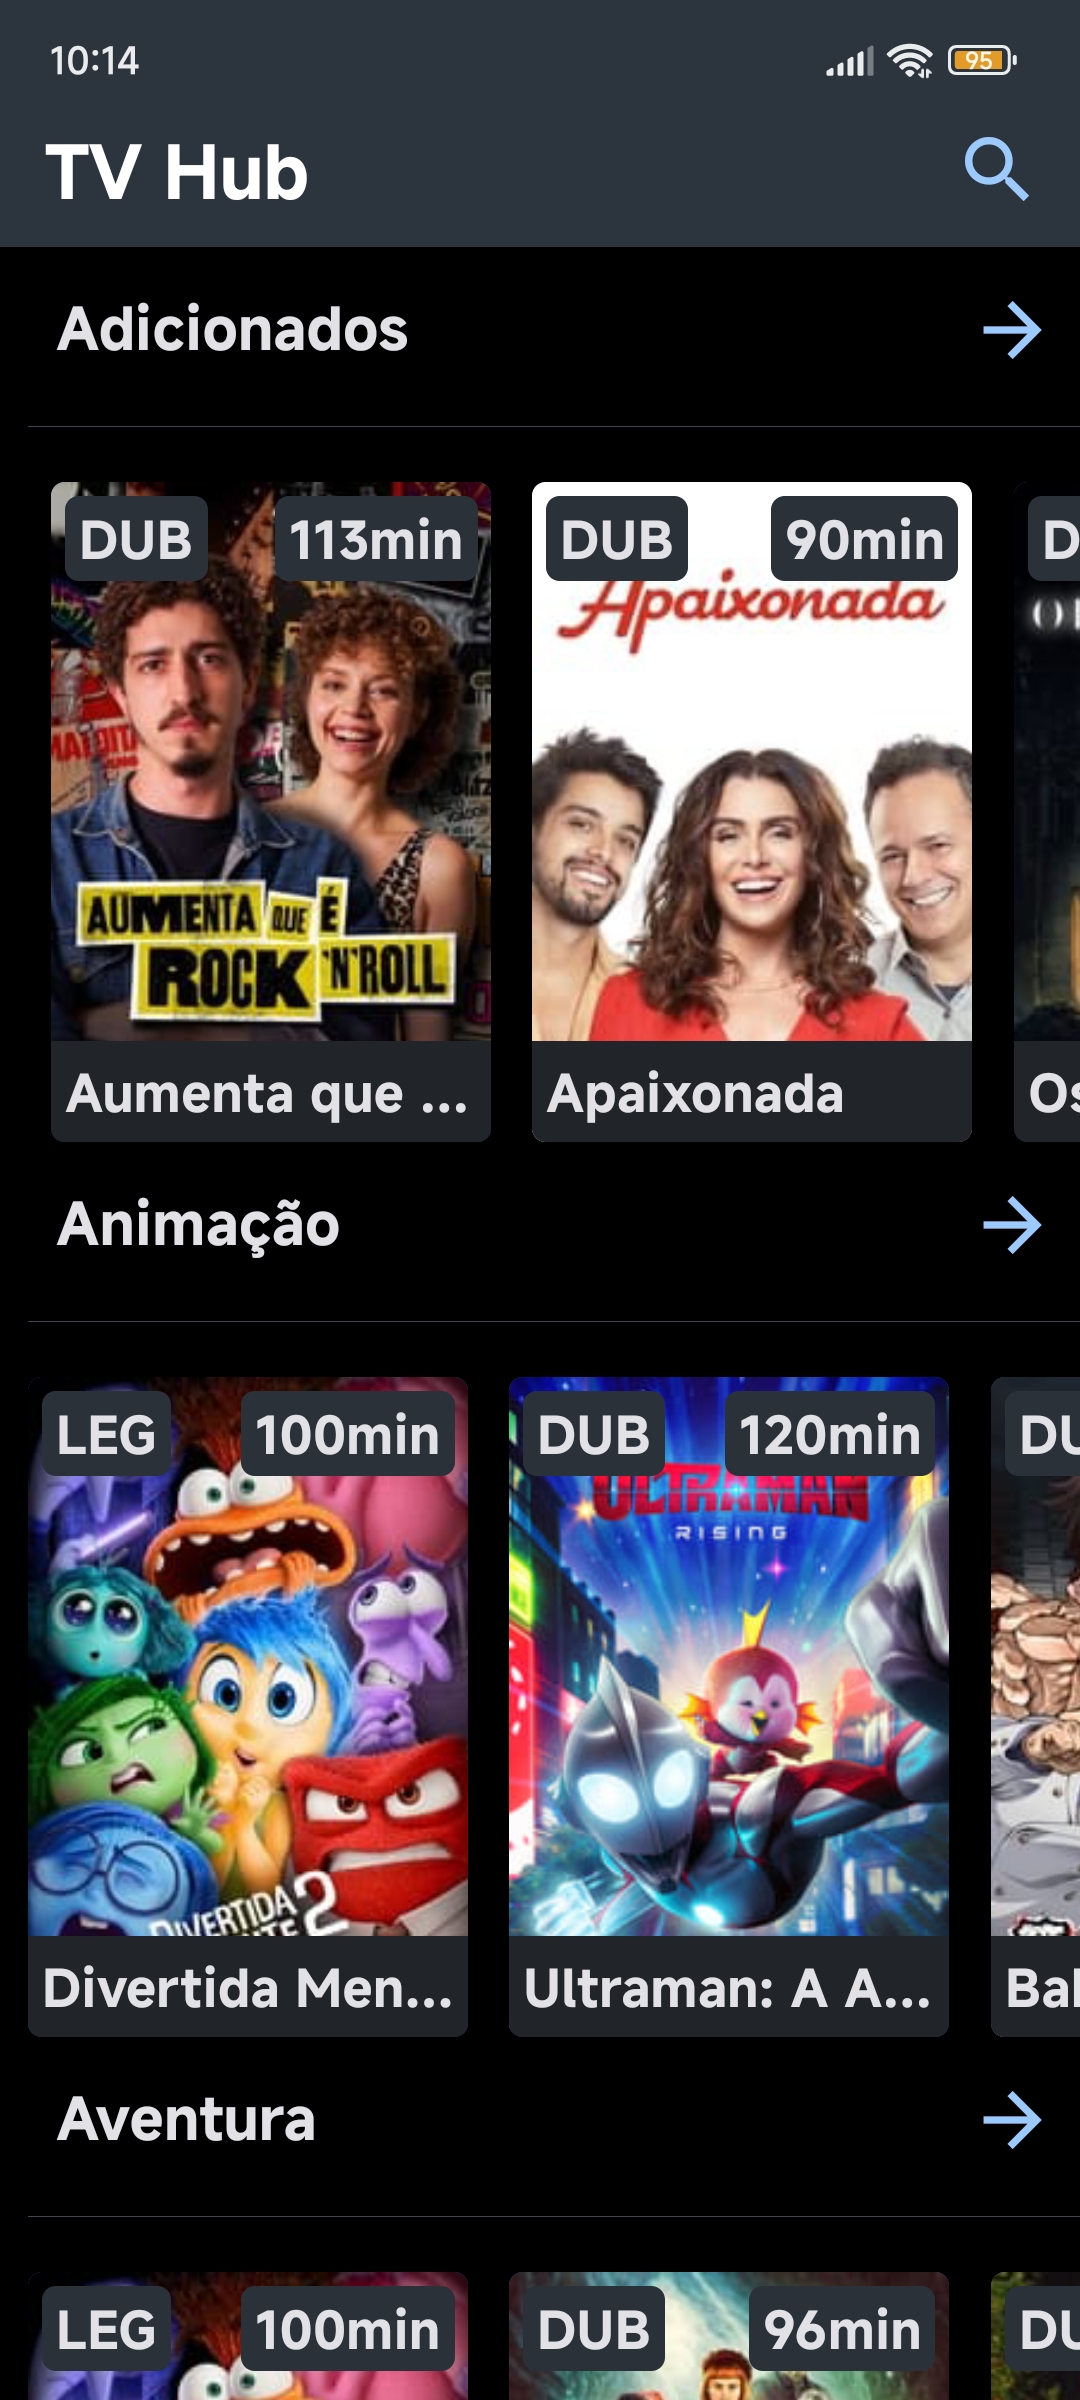 10:14
95
TV Hub
Adicionados
DUB
113min
DUB
90min
Apaixonada
AUMENTA QUE É
ROCK 'N' ROLL
Aumenta que ...
Apaixonada
Os
Animação
LEG
100min
DUB
120min
DU
ULTRAMAN
RISING
DIVERTIDA
2
Divertida Men...
Ultraman: A A...
Bak
Aventura
LEG
100min
DUB
96min
DU